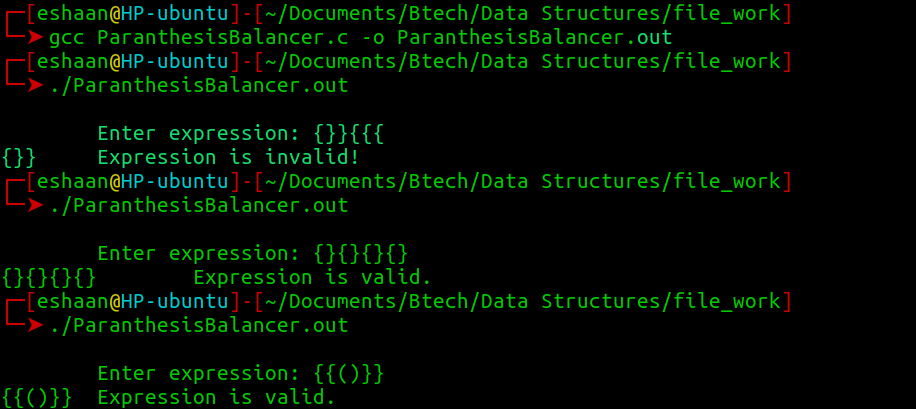 [eshaan@HP-ubuntu]-[~/Documents/Btech/Data Structures/file_work]
gcc ParanthesisBalancer.c -o ParanthesisBalancer.out
[eshaan@HP-ubuntu]-[~/Documents/Btech/Data Structures/file_work]
./ParanthesisBalancer.out
Enter expression: {}}{{{
{}} Expression is invalid!
[eshaan@HP-ubuntu]-[~/Documents/Btech/Data Structures/file_work]
./ParanthesisBalancer.out
Enter expression: {}{}{}{}
{}{}{}{} Expression is valid.
[eshaan@HP-ubuntu]-[~/Documents/Btech/Data Structures/file_work]
./ParanthesisBalancer.out
Enter expression: {{()}}
{{()}} Expression is valid.